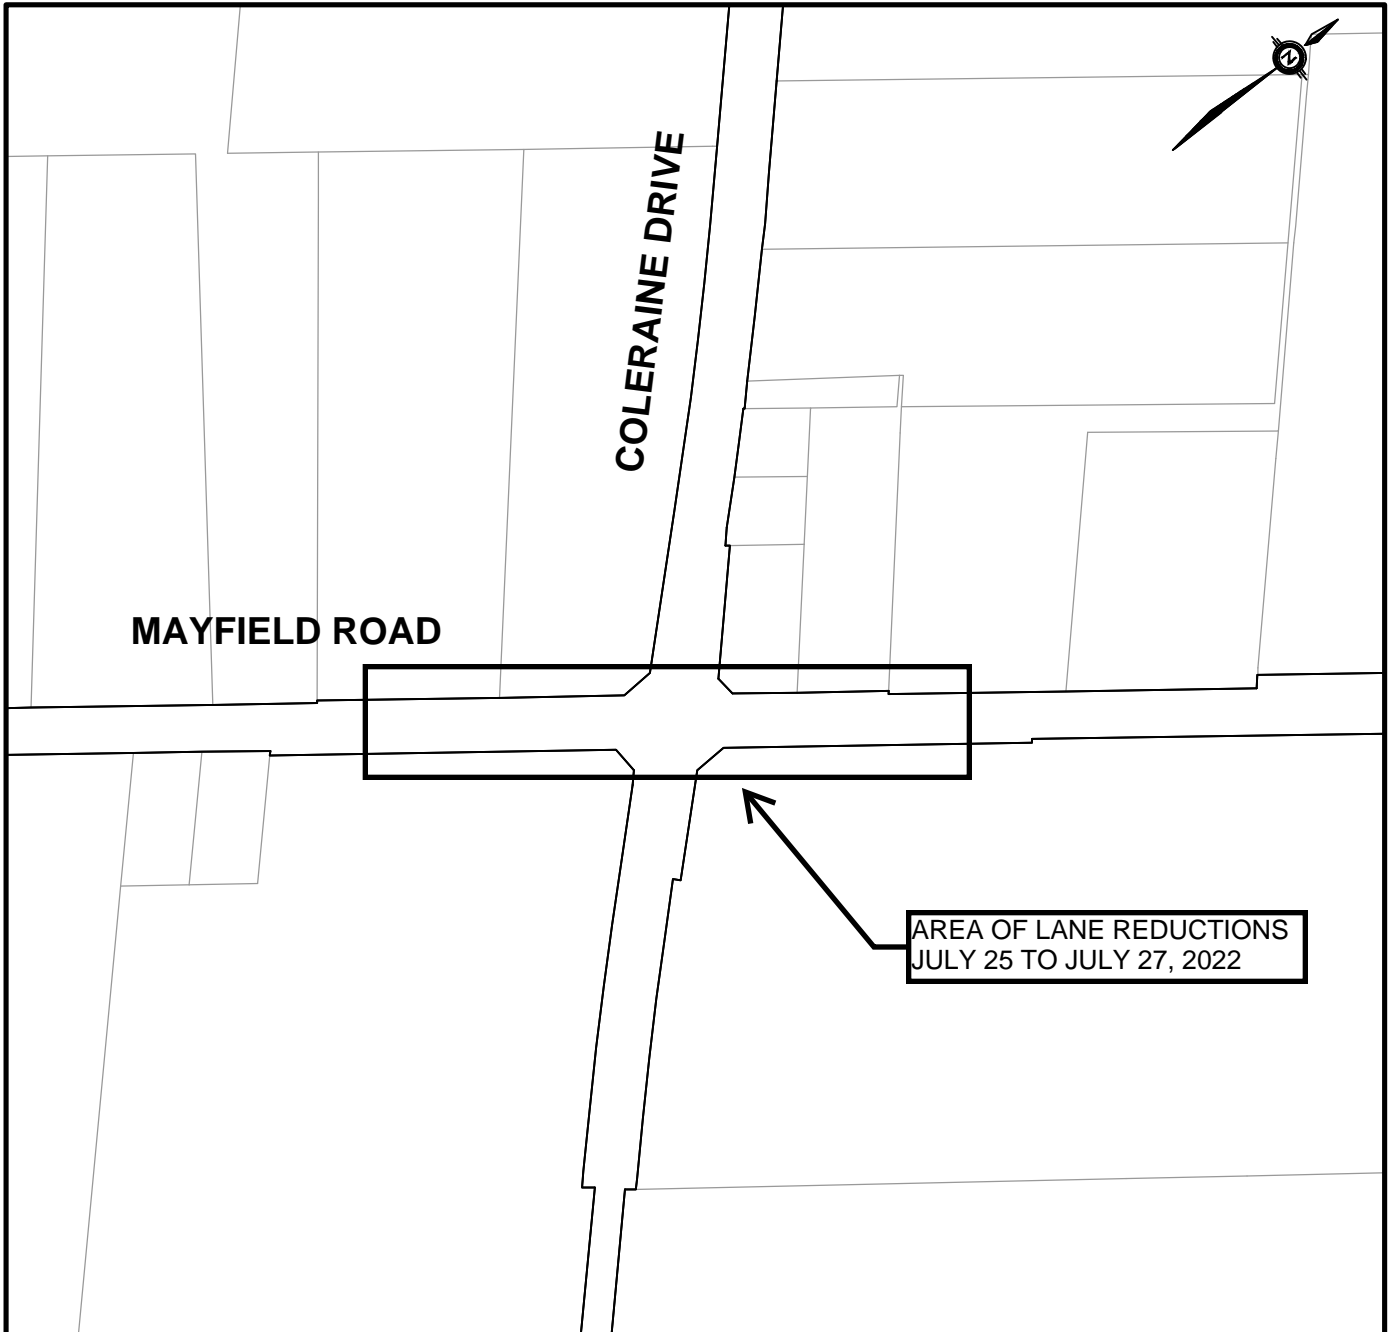 N
COLERAINE DRIVE
MAYFIELD ROAD
AREA OF LANE REDUCTIONS
JULY 25 TO JULY 27, 2022